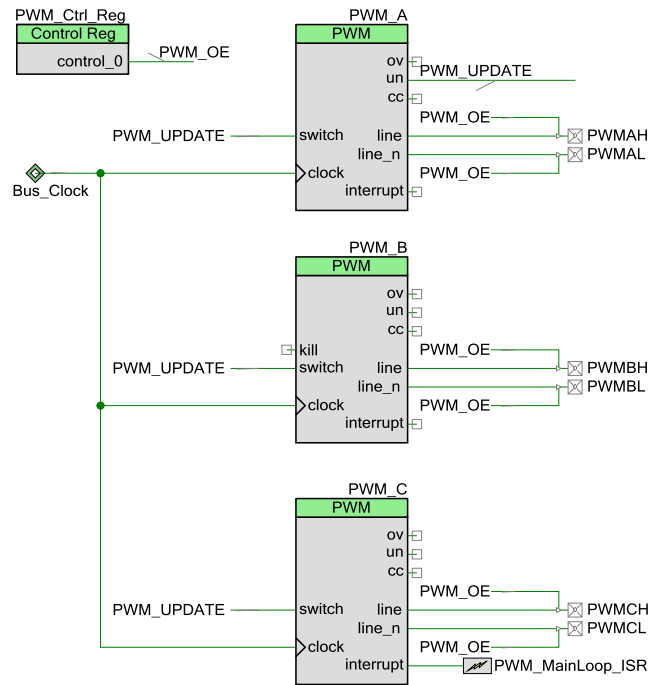 PWM_Ctrl_Reg
Control Reg
control_0
PWM_OE
PWM_A
PWM
ov
un
PWM_UPDATE
cc
PWM_OE
PWM_UPDATE
switch
line
PWMAH
line_n
PWMAL
clock
PWM_OE
Bus_Clock
interrupt
PWM_B
PWM
ov
un
cc
kill
PWM_OE
PWM_UPDATE
switch
line
PWMBH
line_n
PWMBL
clock
PWM_OE
interrupt
PWM_C
PWM
ov
un
cc
PWM_OE
PWM_UPDATE
switch
line
PWMCH
line_n
PWMCL
clock
PWM_OE
interrupt
PWM_MainLoop_ISR